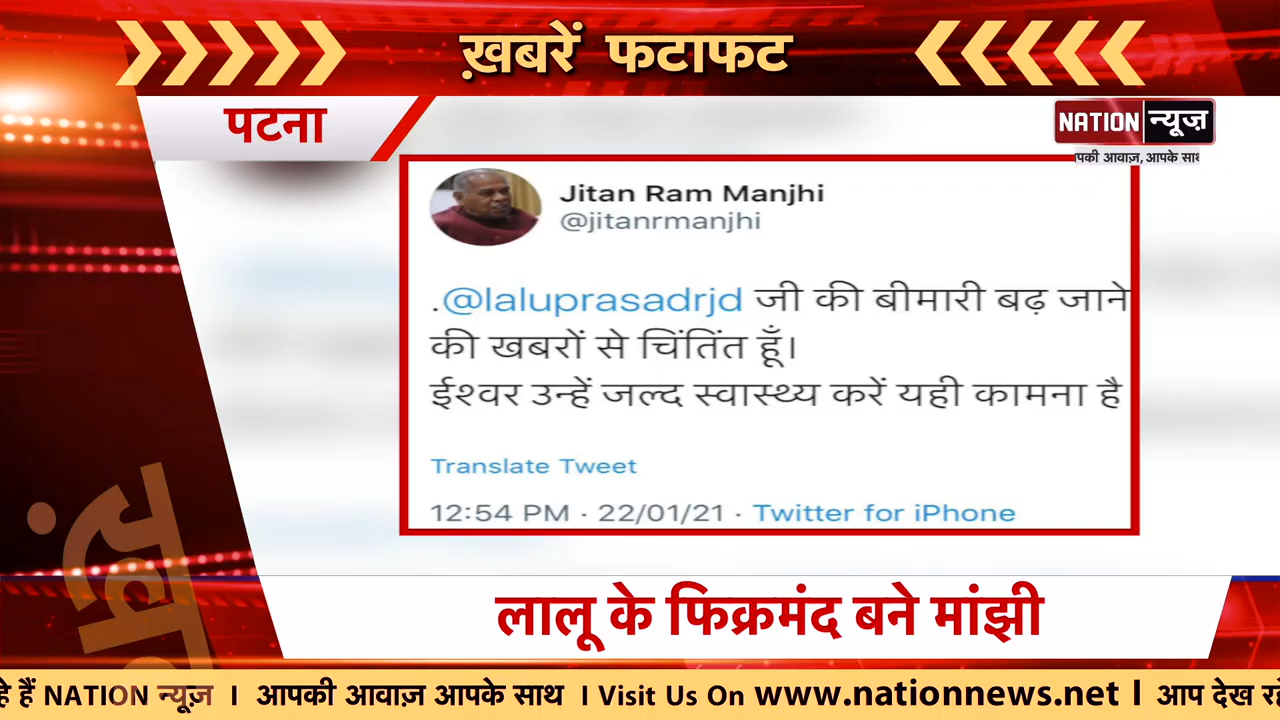 ख़बरें फटाफट
पटना
NATION न्यूज़
पकी आवाज़, आपके साथ
Jitan Ram Manjhi
@jitanrmanjhi
.@laluprasadrjd जी की बीमारी बढ़ जाने
की खबरों से चिंतिंत हूँ।
ईश्वर उन्हें जल्द स्वास्थ्य करें यही कामना है
Translate Tweet
12:54 PM · 22/01/21 · Twitter for iPhone
लालू के फिक्रमंद बने मांझी
हे हैं NATION न्यूज़ । आपकी आवाज़ आपके साथ । Visit Us On www.nationnews.net । आप देख रहे